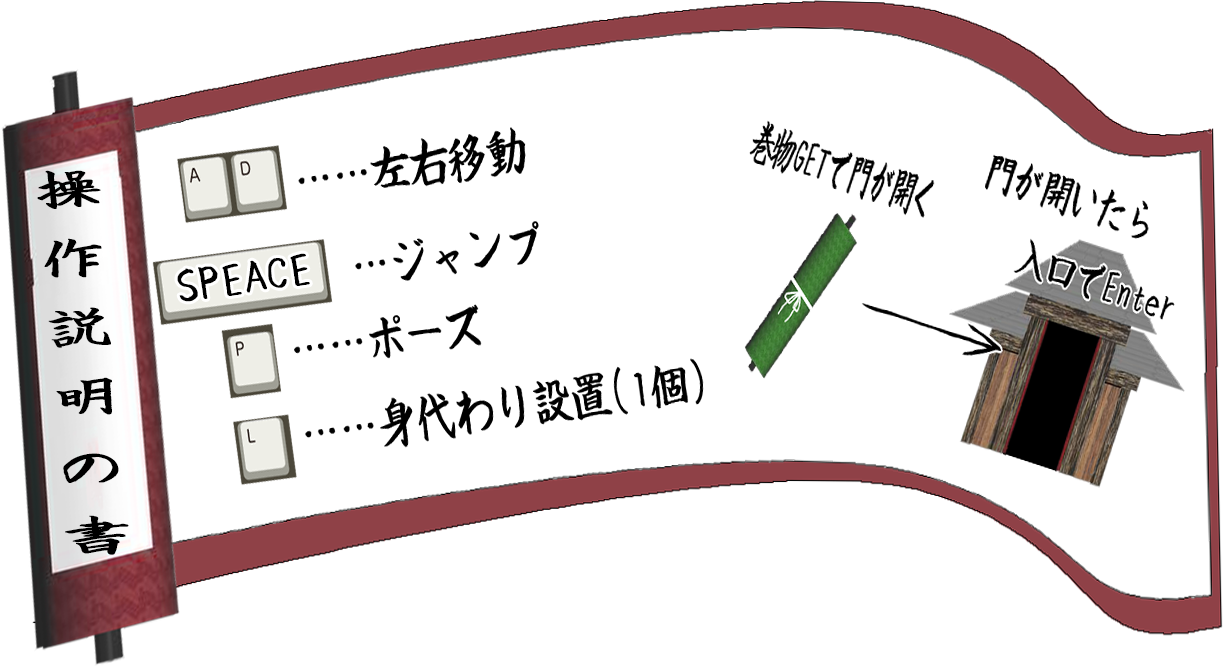 操作説明の書
A D ……左右移動
SPEACE …ジャンプ
P ……ポーズ
L ……身代わり設置(1個)
巻物GETで門が開く
門が開いたら
入口でEnter